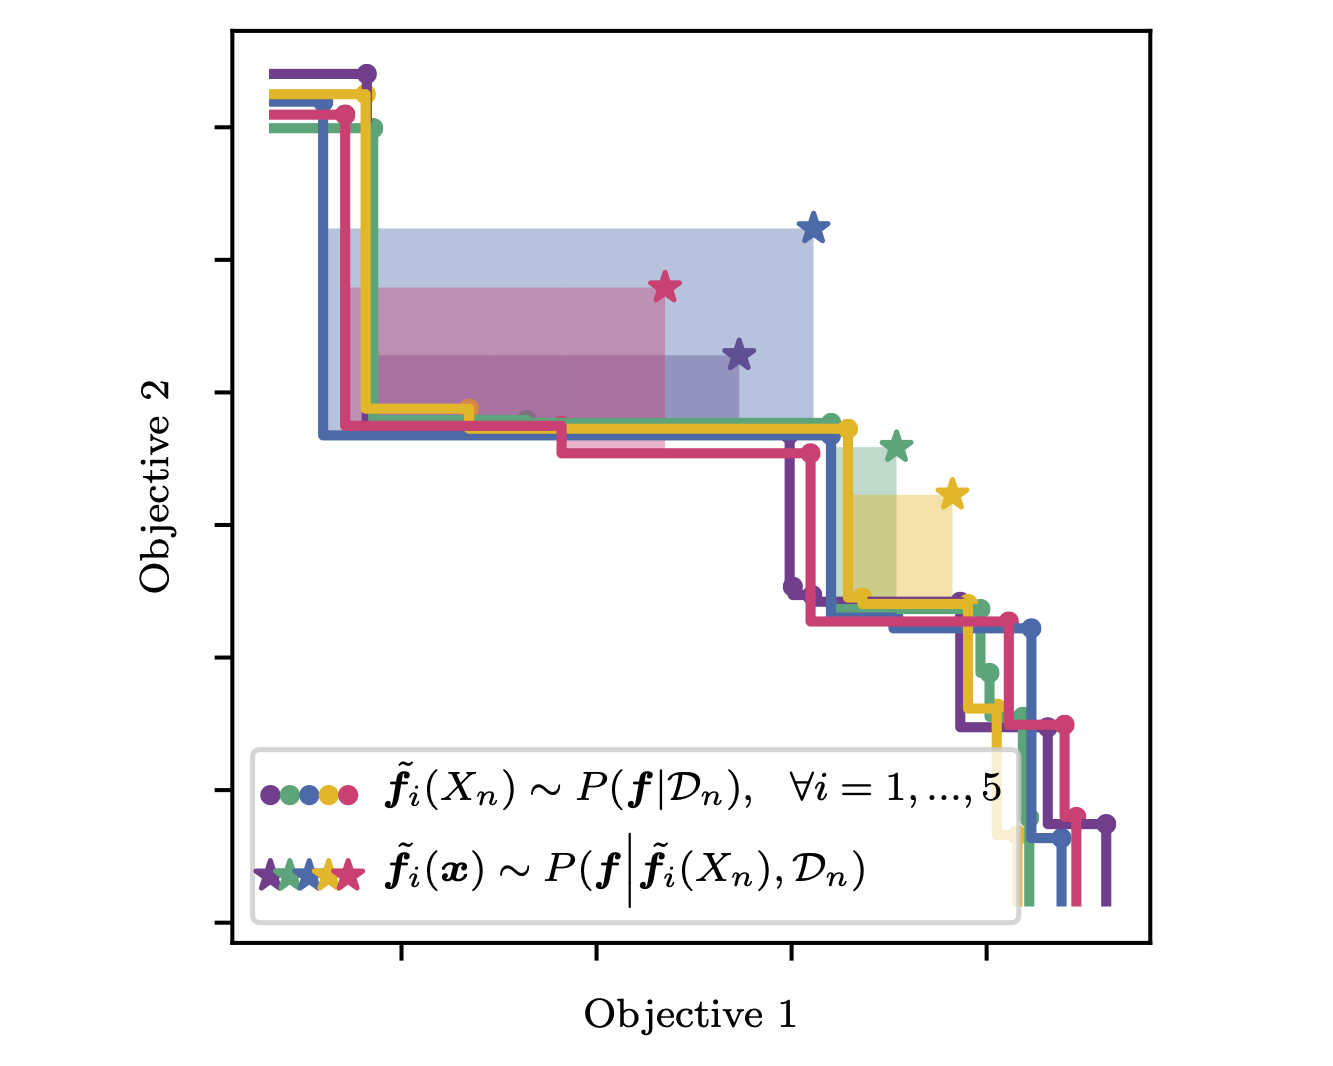 Objective 2
f̃ᵢ(Xₙ) ∼ P(f|𝒟ₙ), ∀i = 1, ..., 5
f̃ᵢ(x) ∼ P(f|f̃ᵢ(Xₙ), 𝒟ₙ)
Objective 1